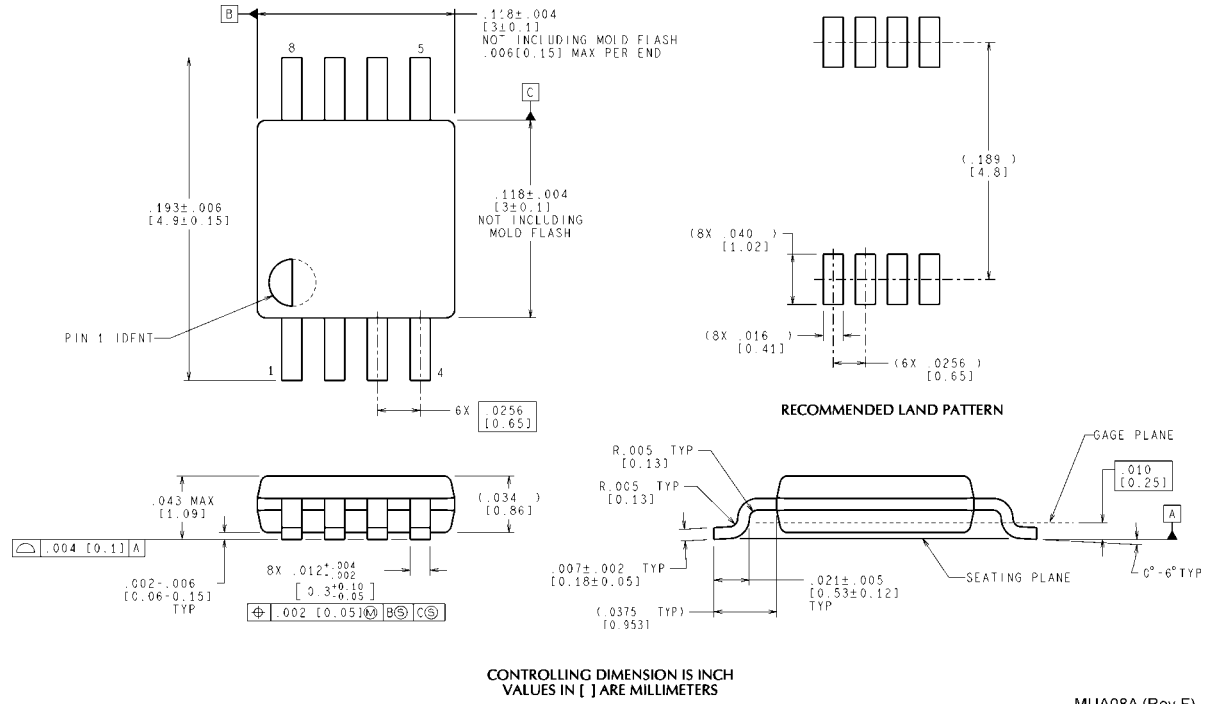 B
.118±.004
[3±0.1]
NOT INCLUDING MOLD FLASH
.006[0.15] MAX PER END
8
5
C
.193±.006
[4.9±0.15]
.118±.004
[3±0.1]
NOT INCLUDING
MOLD FLASH
PIN 1 IDENT
1
4
6X .0256
[0.65]
(.189 )
[4.8]
(8X .040 )
[1.02]
(8X .016 )
[0.41]
(6X .0256 )
[0.65]
RECOMMENDED LAND PATTERN
.043 MAX
[1.09]
(.034 )
[0.86]
⌓ .004 [0.1] A
.002-.006
[0.06-0.15]
TYP
8X .012+.004
-.002
[0.3+0.10
-0.05]
⌖ .002 [0.05]Ⓜ BⓈ CⓈ
R.005 TYP
[0.13]
R.005 TYP
[0.13]
GAGE PLANE
.010
[0.25]
A
.007±.002 TYP
[0.18±0.05]
.021±.005
[0.53±0.12]
TYP
SEATING PLANE
0°-6° TYP
(.0375 TYP)
[0.953]
CONTROLLING DIMENSION IS INCH
VALUES IN [ ] ARE MILLIMETERS
MUA08A (Rev F)